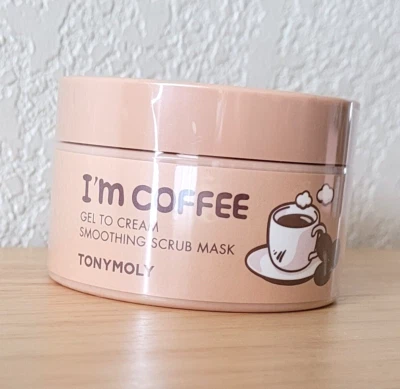 I'm COFFEE
GEL TO CREAM
SMOOTHING SCRUB MASK
TONYMOLY